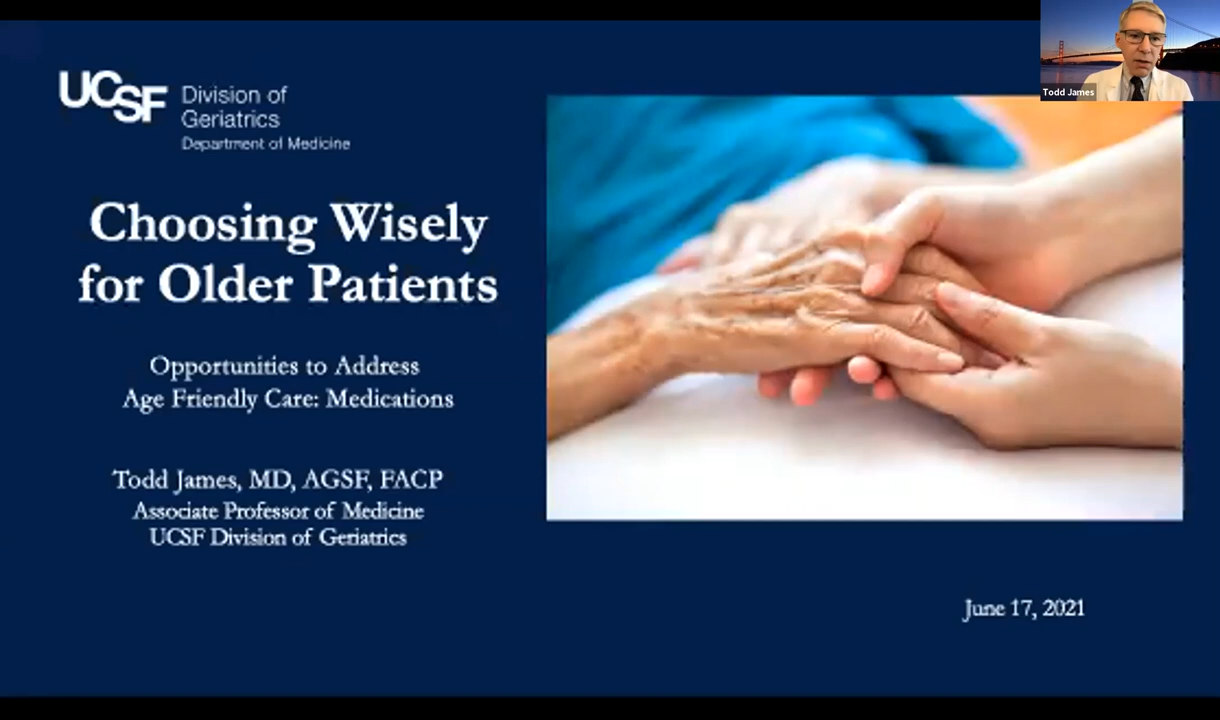 UCSF
Division of
Geriatrics
Department of Medicine
Choosing Wisely
for Older Patients
Opportunities to Address
Age Friendly Care: Medications
Todd James, MD, AGSF, FACP
Associate Professor of Medicine
UCSF Division of Geriatrics
June 17, 2021
Todd James